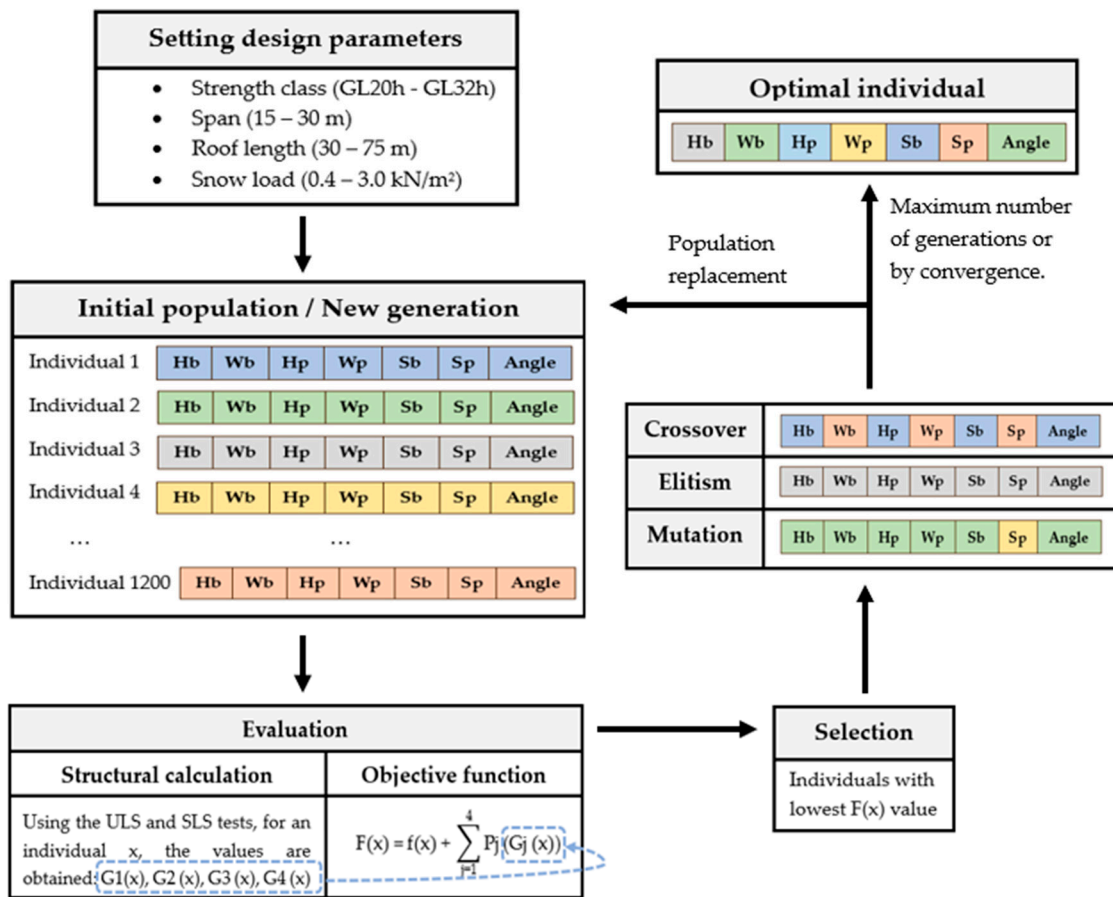 Setting design parameters
• Strength class (GL20h - GL32h)
• Span (15 – 30 m)
• Roof length (30 – 75 m)
• Snow load (0.4 – 3.0 kN/m²)
Optimal individual
Hb Wb Hp Wp Sb Sp Angle
Population
replacement
Maximum number
of generations or
by convergence.
Initial population / New generation
Individual 1 Hb Wb Hp Wp Sb Sp Angle
Individual 2 Hb Wb Hp Wp Sb Sp Angle
Individual 3 Hb Wb Hp Wp Sb Sp Angle
Individual 4 Hb Wb Hp Wp Sb Sp Angle
... ...
Individual 1200 Hb Wb Hp Wp Sb Sp Angle
Crossover Hb Wb Hp Wp Sb Sp Angle
Elitism Hb Wb Hp Wp Sb Sp Angle
Mutation Hb Wb Hp Wp Sb Sp Angle
Evaluation
Structural calculation
Using the ULS and SLS tests, for an
individual x, the values are
obtained: G1(x), G2 (x), G3 (x), G4 (x)
Objective function
F(x) = f(x) + ∑ 4 j=1 Pj (Gj (x))
Selection
Individuals with
lowest F(x) value